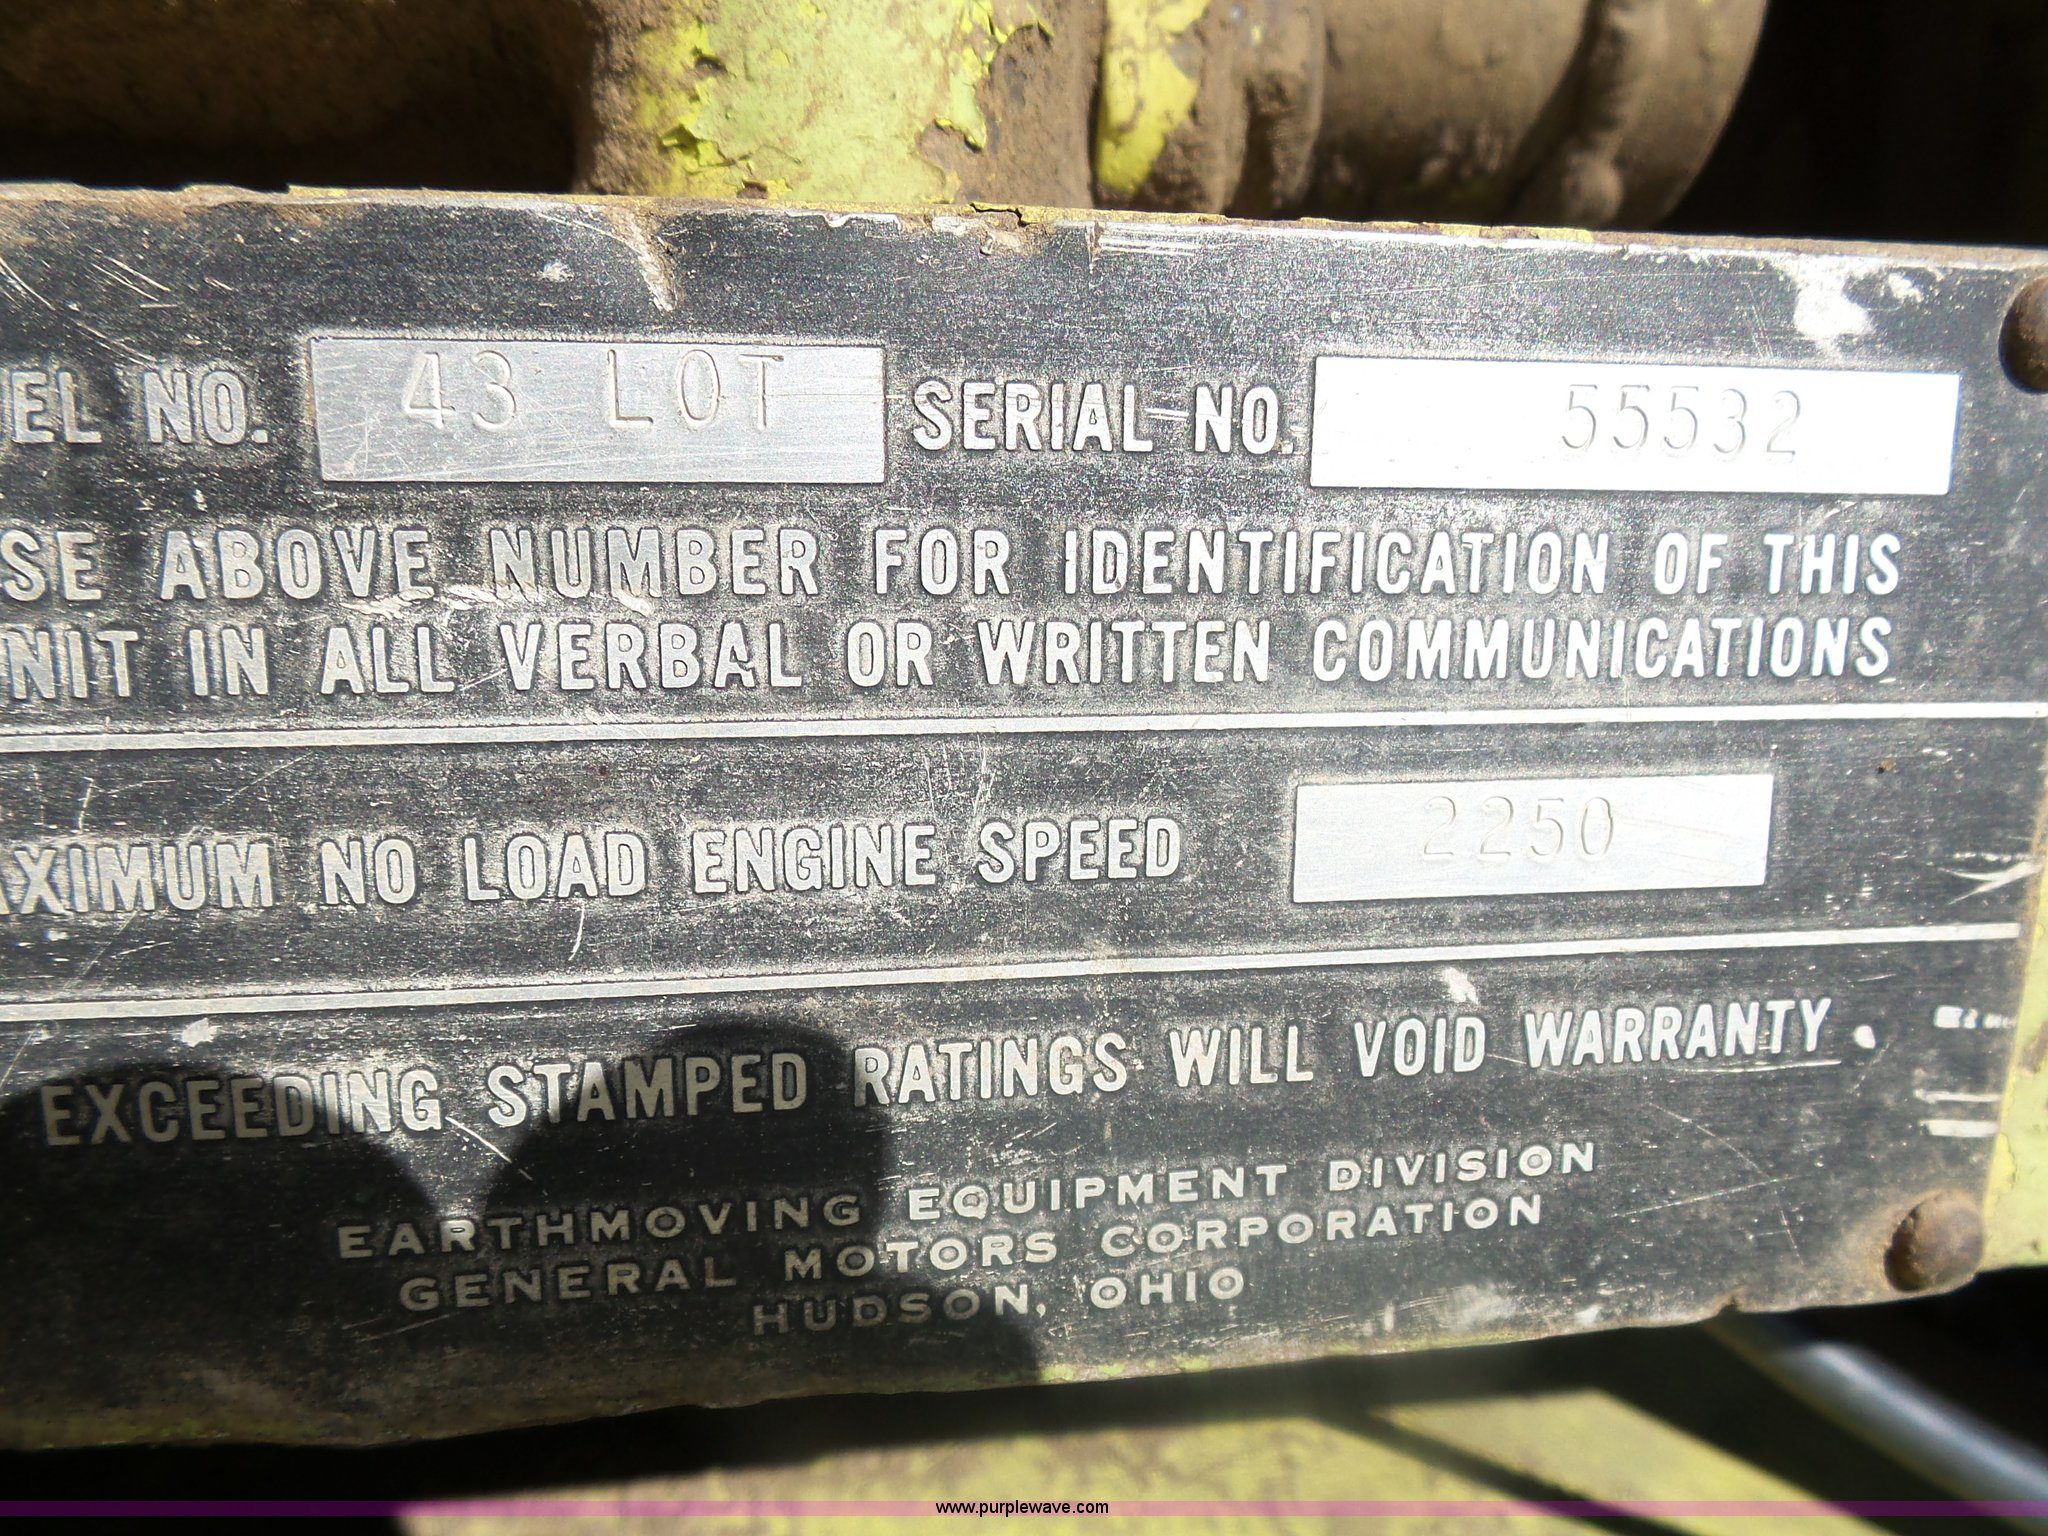 EL NO. 43 LOT SERIAL NO. 55532
SE ABOVE NUMBER FOR IDENTIFICATION OF THIS
NIT IN ALL VERBAL OR WRITTEN COMMUNICATIONS
AXIMUM NO LOAD ENGINE SPEED 2250
EXCEEDING STAMPED RATINGS WILL VOID WARRANTY.
EARTHMOVING EQUIPMENT DIVISION
GENERAL MOTORS CORPORATION
HUDSON, OHIO
www.purplewave.com